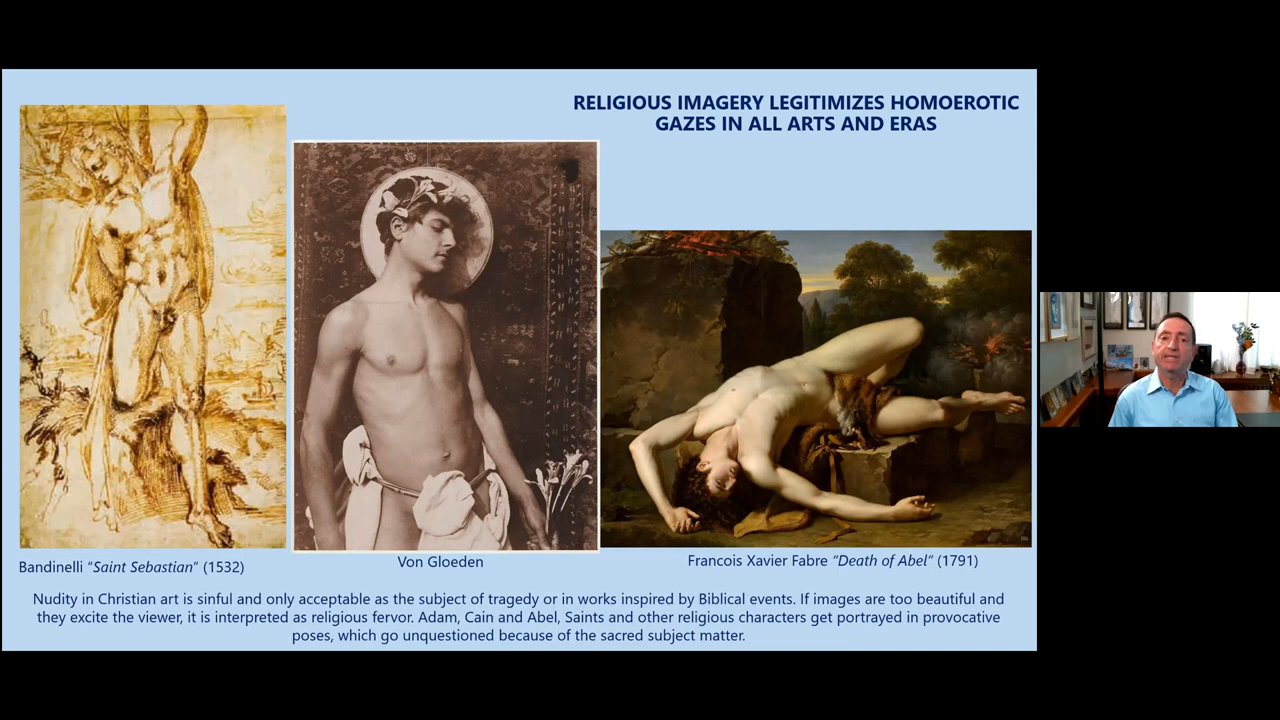 RELIGIOUS IMAGERY LEGITIMIZES HOMOEROTIC
GAZES IN ALL ARTS AND ERAS
Bandinelli “Saint Sebastian” (1532)
Von Gloeden
Francois Xavier Fabre “Death of Abel” (1791)
Nudity in Christian art is sinful and only acceptable as the subject of tragedy or in works inspired by Biblical events. If images are too beautiful and
they excite the viewer, it is interpreted as religious fervor. Adam, Cain and Abel, Saints and other religious characters get portrayed in provocative
poses, which go unquestioned because of the sacred subject matter.